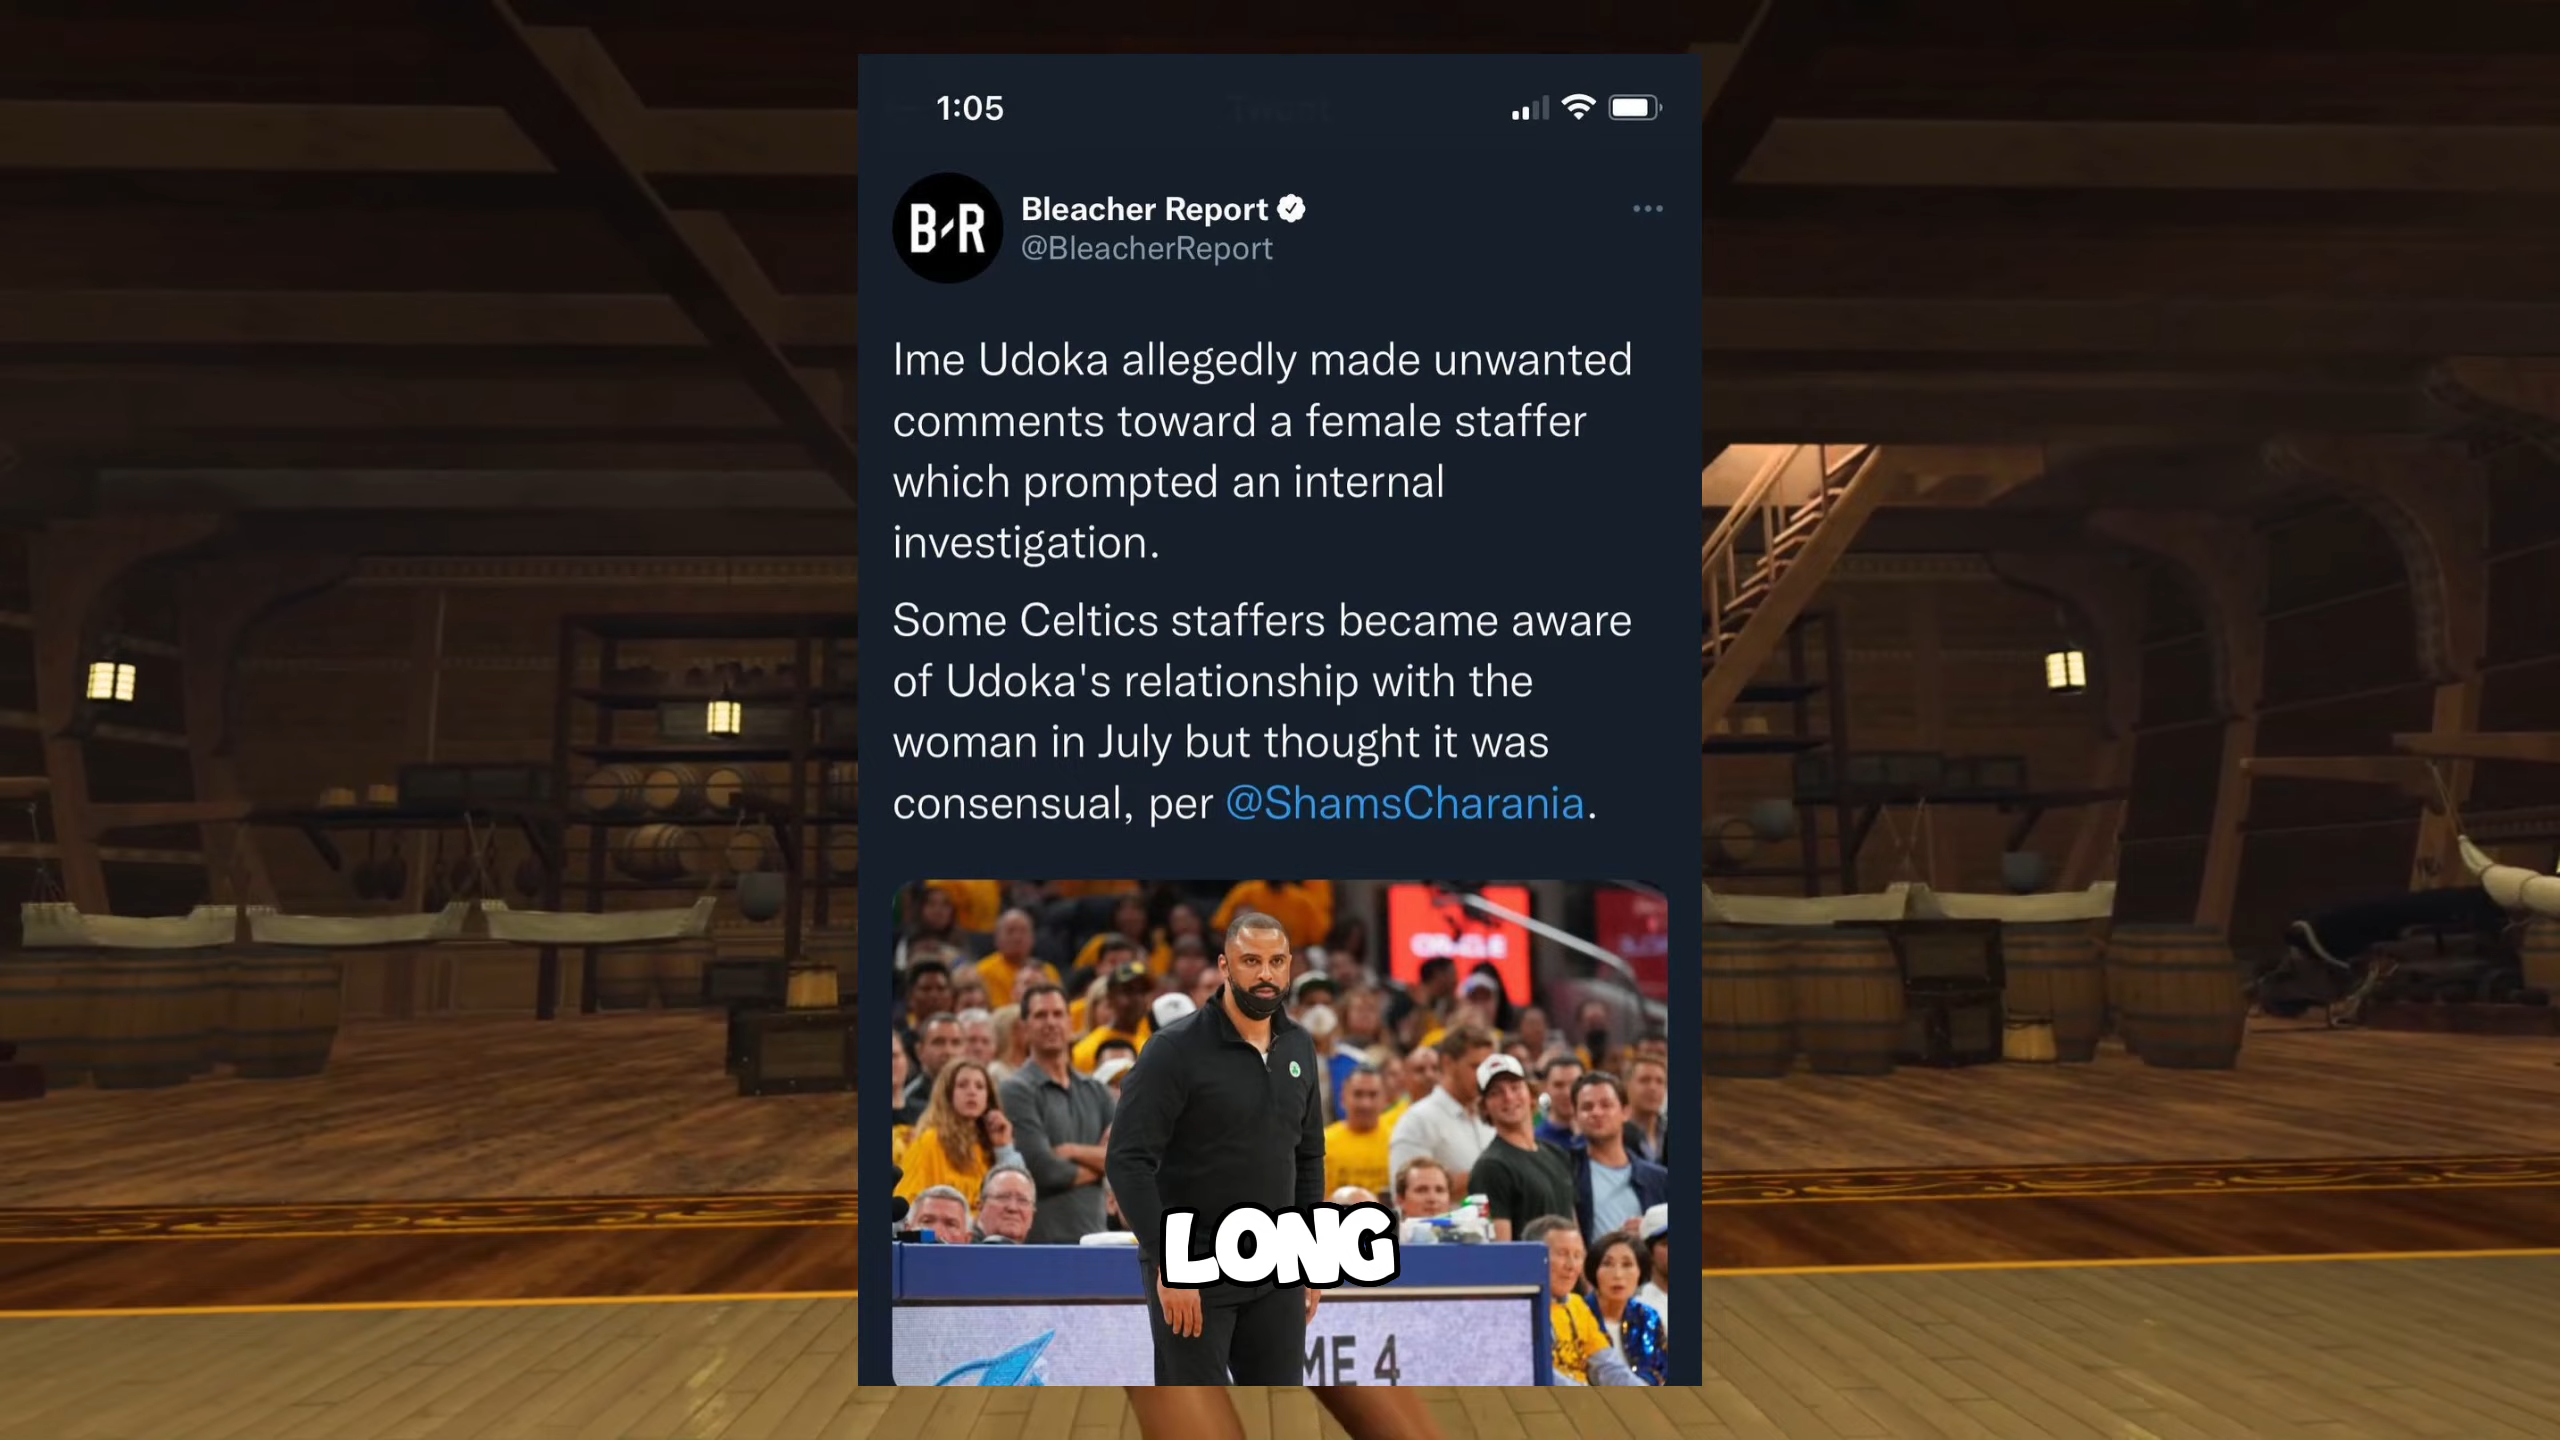 1:05
B/R
Bleacher Report
@BleacherReport
Ime Udoka allegedly made unwanted
comments toward a female staffer
which prompted an internal
investigation.
Some Celtics staffers became aware
of Udoka's relationship with the
woman in July but thought it was
consensual, per @ShamsCharania.
ORACLE
LONG
ME 4